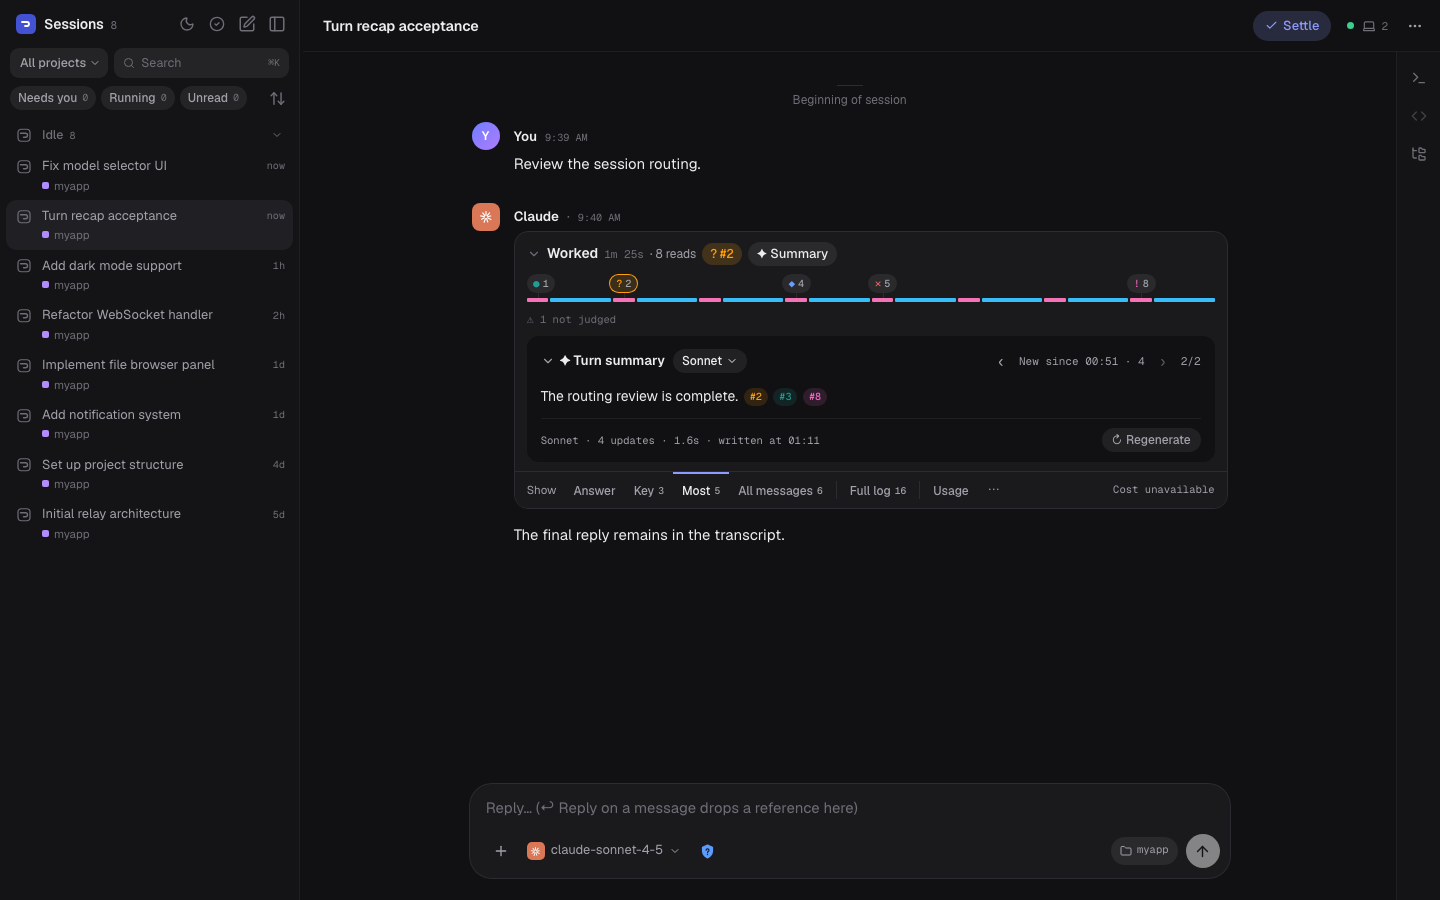 Sessions 8
All projects
Search ⌘K
Needs you 0
Running 0
Unread 0
Idle 8
Fix model selector UI now
myapp
Turn recap acceptance now
myapp
Add dark mode support 1h
myapp
Refactor WebSocket handler 2h
myapp
Implement file browser panel 1d
myapp
Add notification system 1d
myapp
Set up project structure 4d
myapp
Initial relay architecture 5d
myapp
Turn recap acceptance
✓ Settle
2
Beginning of session
Y
You 9:39 AM
Review the session routing.
Claude · 9:40 AM
Worked 1m 25s · 8 reads ? #2 ✦ Summary
● 1 ? 2 ◆ 4 × 5 ! 8
⚠ 1 not judged
✦ Turn summary Sonnet ‹ New since 00:51 · 4 › 2/2
The routing review is complete. #2 #3 #8
Sonnet · 4 updates · 1.6s · written at 01:11 Regenerate
Show Answer Key 3 Most 5 All messages 6 Full log 16 Usage ··· Cost unavailable
The final reply remains in the transcript.
Reply... (↩ Reply on a message drops a reference here)
+ claude-sonnet-4-5 ? myapp